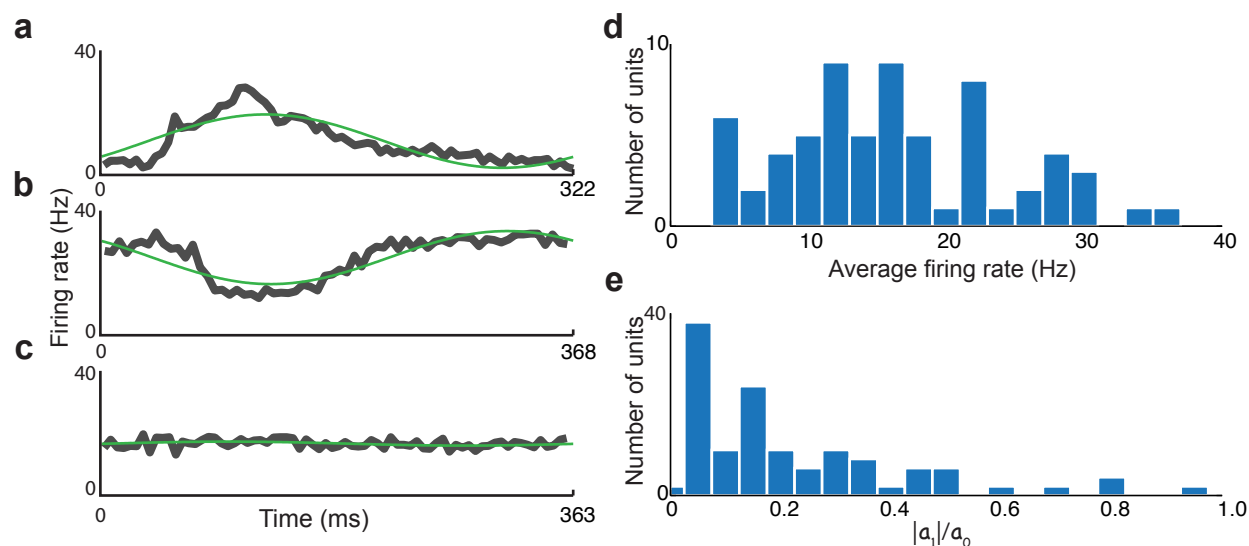 a
40
0
0
322
b
40
0
0
368
Firing rate (Hz)
c
40
0
0
Time (ms)
363
d
10
0
Number of units
0
10
20
30
40
Average firing rate (Hz)
e
40
0
Number of units
0
0.2
0.4
0.6
0.8
1.0
|a₁|/a₀